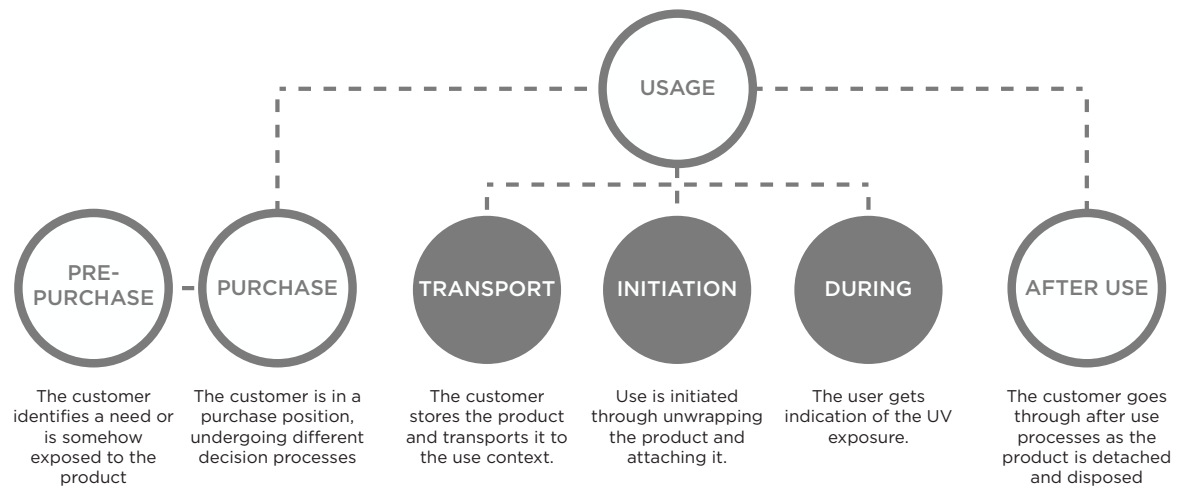 USAGE
PRE-
PURCHASE
PURCHASE
TRANSPORT
INITIATION
DURING
AFTER USE
The customer
identifies a need or
is somehow
exposed to the
product
The customer is in a
purchase position,
undergoing different
decision processes
The customer
stores the product
and transports it to
the use context.
Use is initiated
through unwrapping
the product and
attaching it.
The user gets
indication of the UV
exposure.
The customer goes
through after use
processes as the
product is detached
and disposed